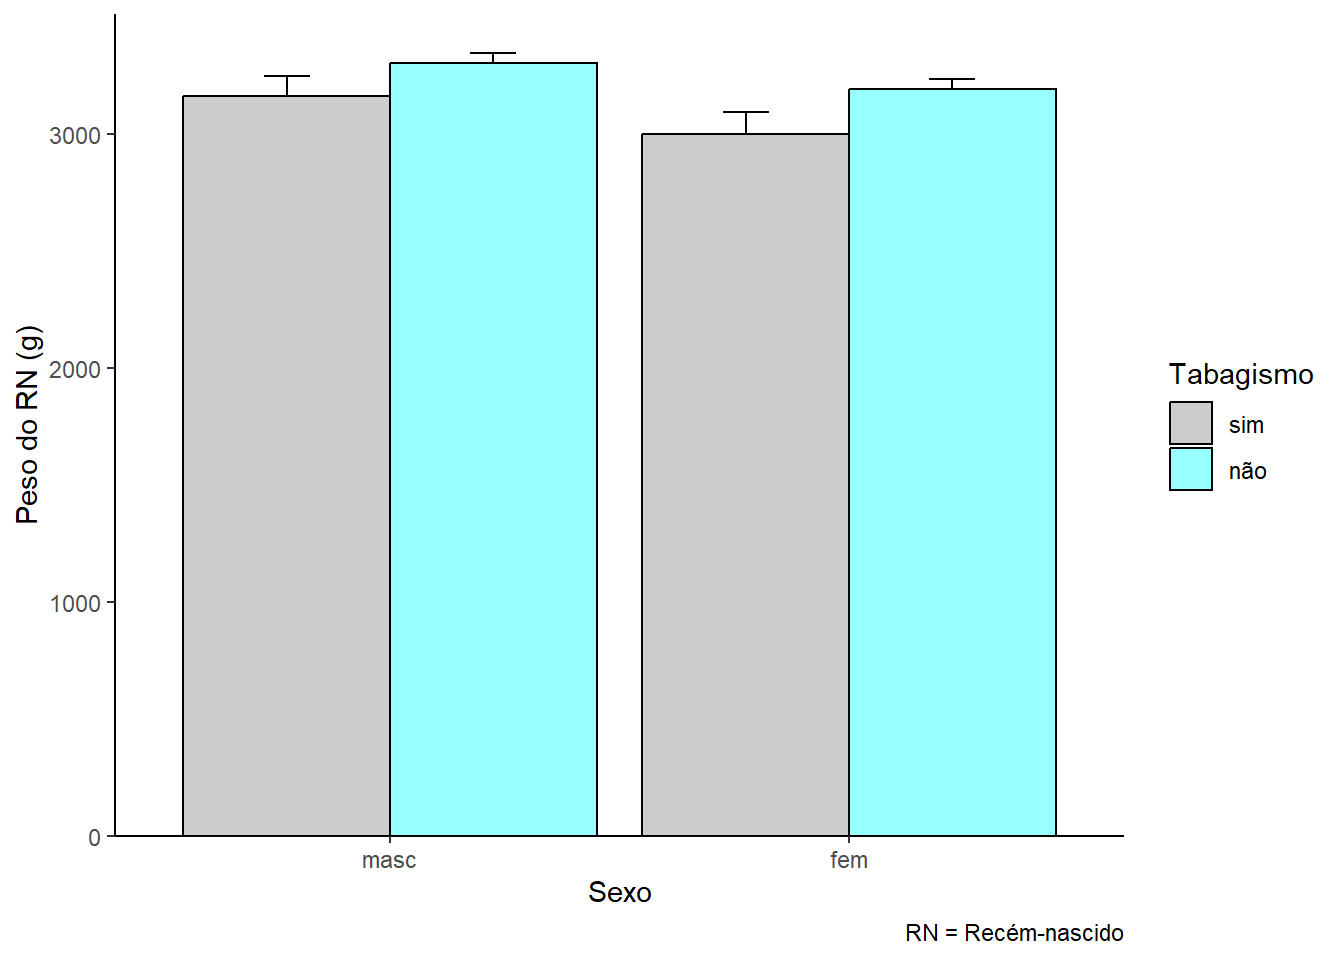 Peso do RN (g)
3000
2000
1000
0
masc
fem
Sexo
Tabagismo
sim
não
RN = Recém-nascido